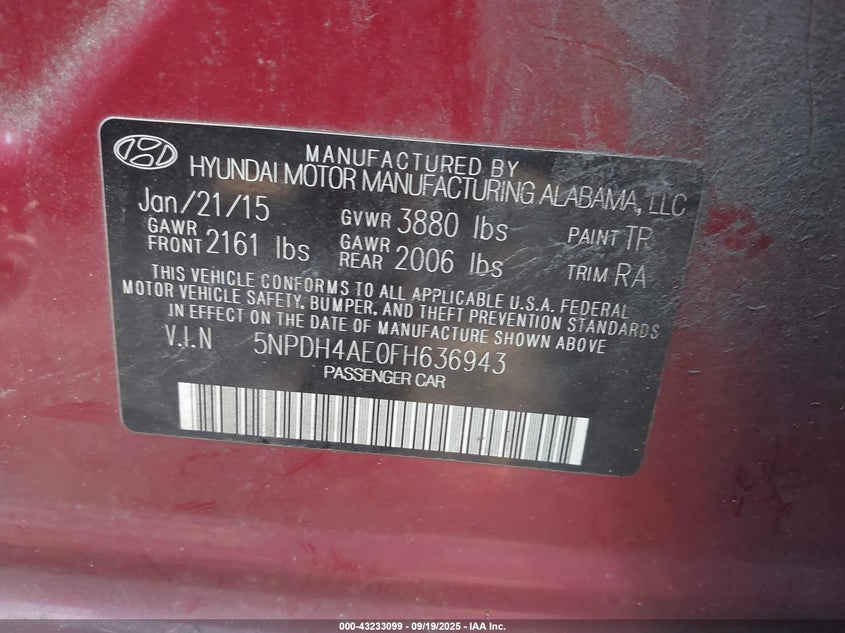 MANUFACTURED BY
HYUNDAI MOTOR MANUFACTURING ALABAMA, LLC
Jan/21/15 GVWR 3880 lbs PAINT TR
GAWR FRONT 2161 lbs GAWR REAR 2006 lbs TRIM RA
THIS VEHICLE CONFORMS TO ALL APPLICABLE U.S.A. FEDERAL
MOTOR VEHICLE SAFETY, BUMPER, AND THEFT PREVENTION STANDARDS
IN EFFECT ON THE DATE OF MANUFACTURE SHOWN ABOVE
V.I.N 5NPDH4AE0FH636943
PASSENGER CAR
000-43233099 - 09/19/2025 - IAA Inc.